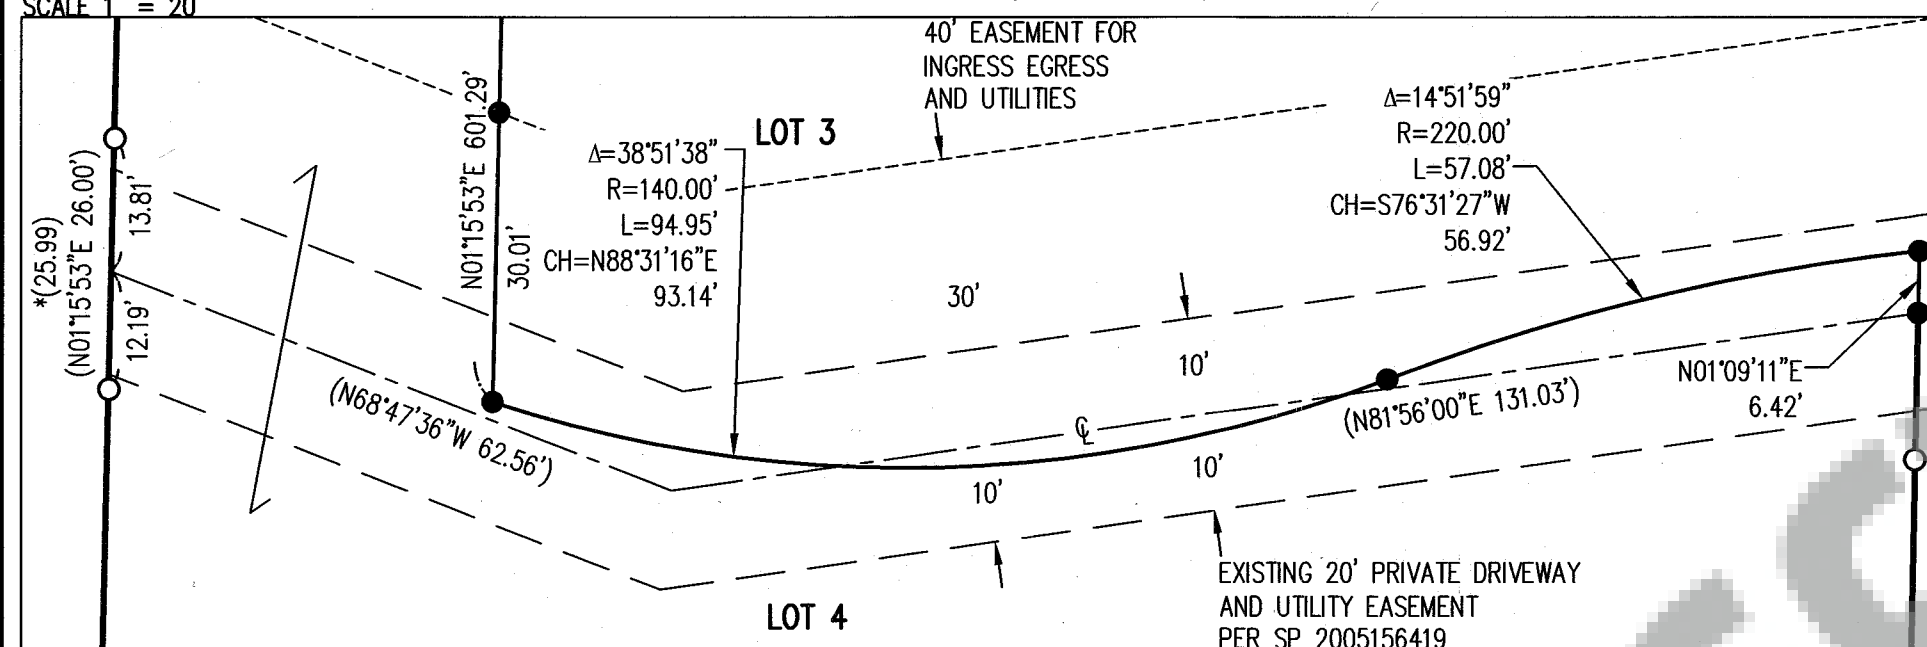 SCALE 1" = 20'
40' EASEMENT FOR
INGRESS EGRESS
AND UTILITIES
LOT 3
Δ=14°51'59"
R=220.00'
L=57.08'
CH=S76°31'27"W
56.92'
Δ=38°51'38"
R=140.00'
L=94.95'
CH=N88°31'16"E
93.14'
N01°15'53"E 601.29'
30.01'
*(25.99)
(N01°15'53"E 26.00')
13.81'
12.19'
30'
10'
(N68°47'36"W 62.56')
℄
(N81°56'00"E 131.03')
N01°09'11"E
6.42'
10'
10'
LOT 4
EXISTING 20' PRIVATE DRIVEWAY
AND UTILITY EASEMENT
PER SP 2005156419